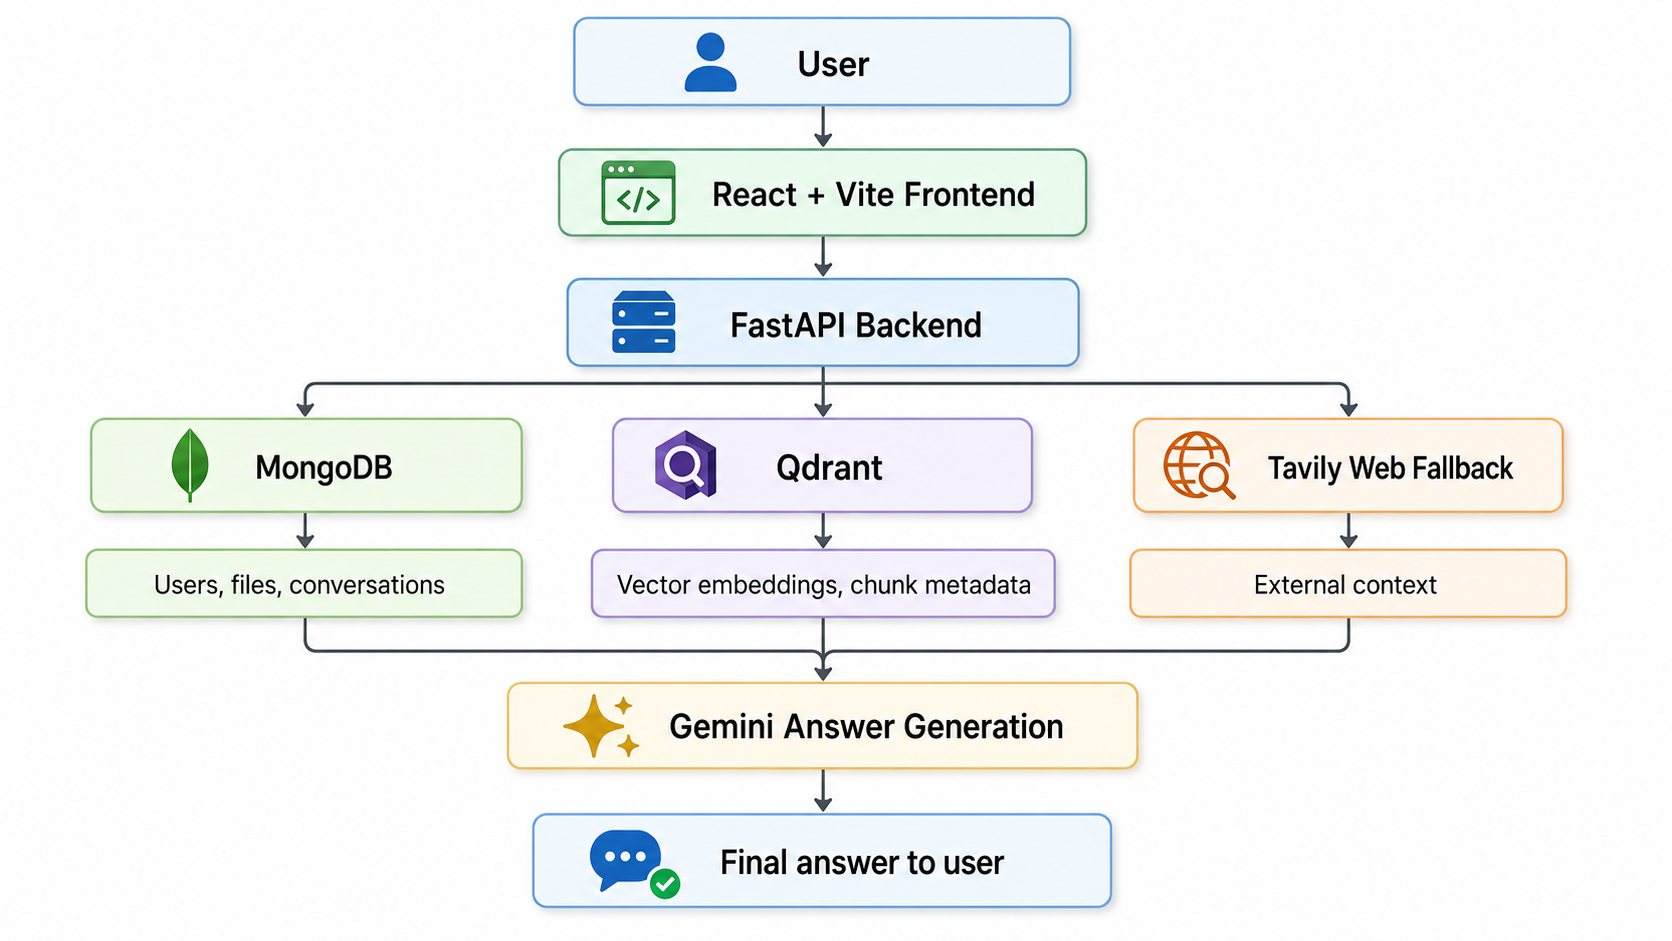 User
React + Vite Frontend
FastAPI Backend
MongoDB
Qdrant
Tavily Web Fallback
Users, files, conversations
Vector embeddings, chunk metadata
External context
Gemini Answer Generation
Final answer to user